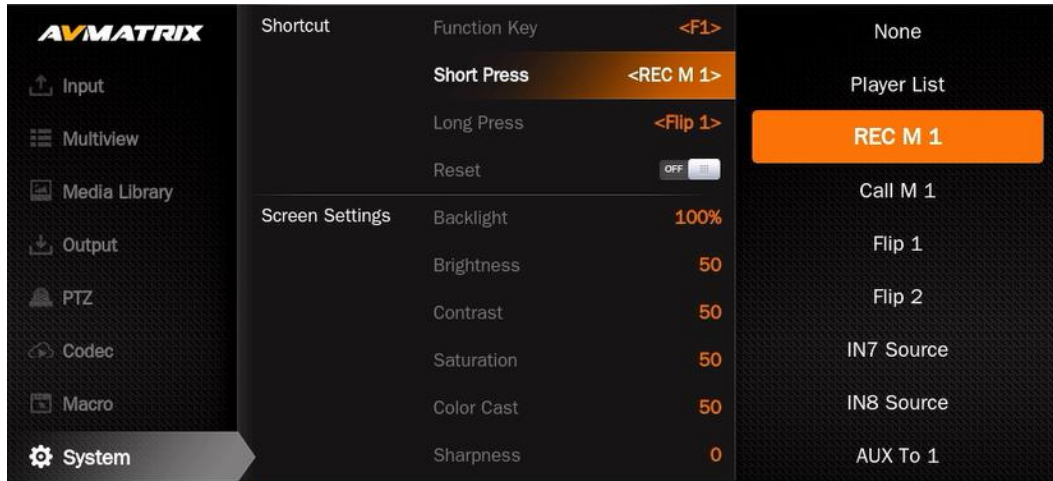 AVMATRIX
Input
Multiview
Media Library
Output
PTZ
Codec
Macro
System
Shortcut
Function Key <F1>
Short Press <REC M 1>
Long Press <Flip 1>
Reset OFF
Screen Settings
Backlight 100%
Brightness 50
Contrast 50
Saturation 50
Color Cast 50
Sharpness 0
None
Player List
REC M 1
Call M 1
Flip 1
Flip 2
IN7 Source
IN8 Source
AUX To 1